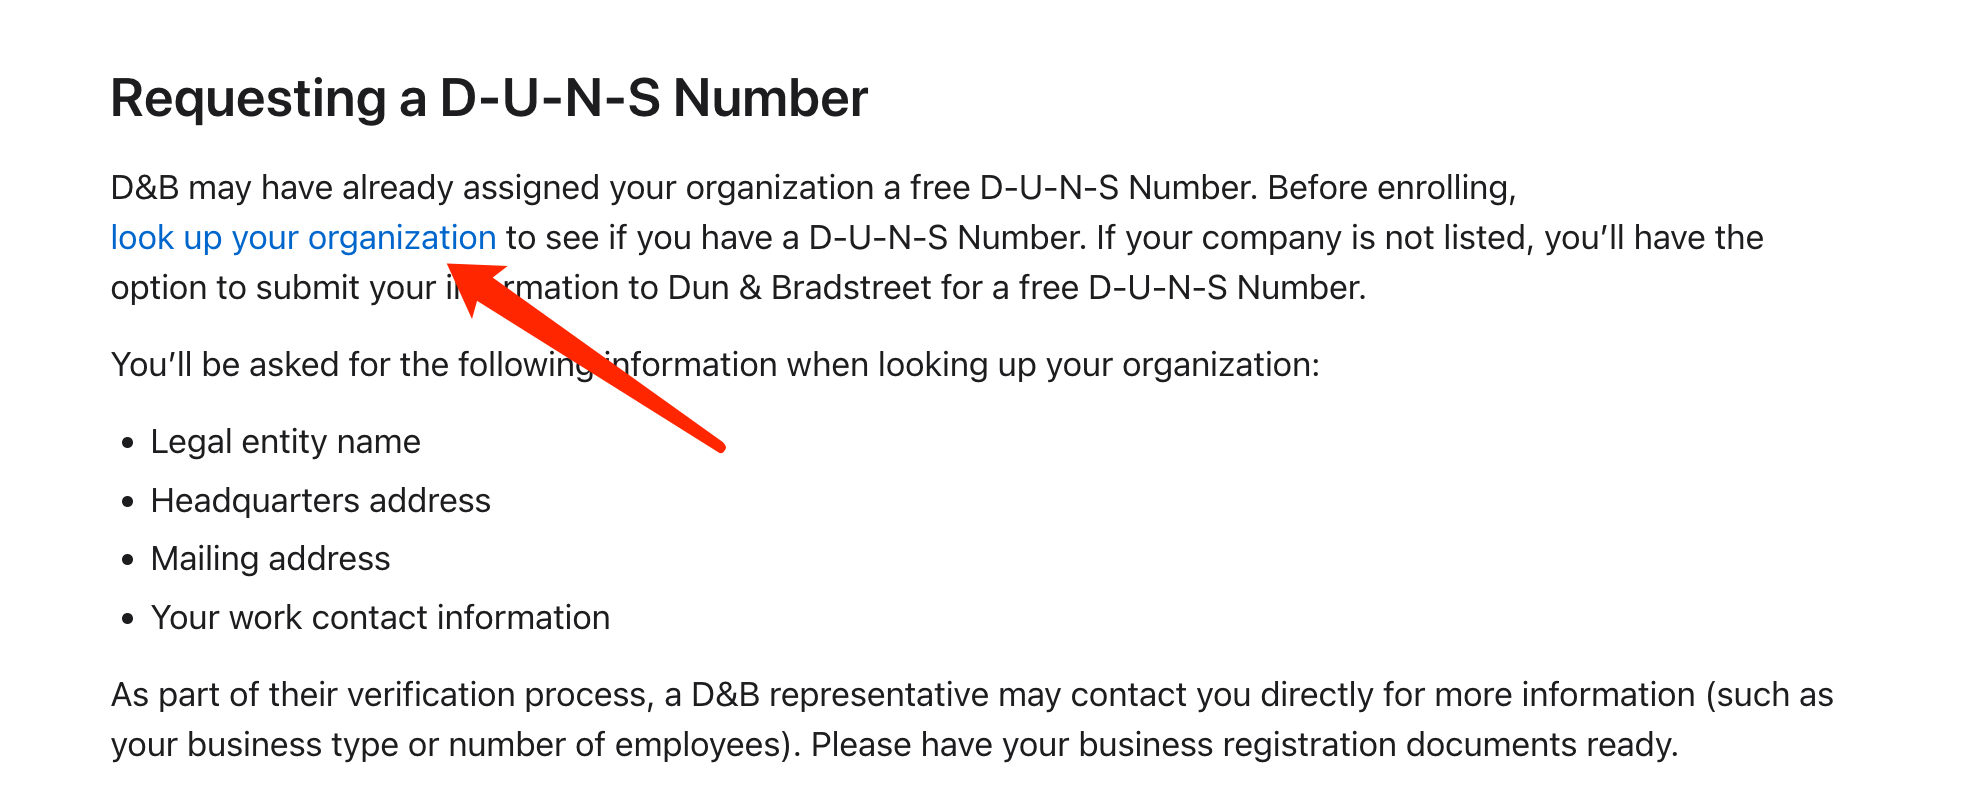 Requesting a D-U-N-S Number
D&B may have already assigned your organization a free D-U-N-S Number. Before enrolling,
look up your organization to see if you have a D-U-N-S Number. If your company is not listed, you’ll have the
option to submit your information to Dun & Bradstreet for a free D-U-N-S Number.
You’ll be asked for the following information when looking up your organization:
• Legal entity name
• Headquarters address
• Mailing address
• Your work contact information
As part of their verification process, a D&B representative may contact you directly for more information (such as
your business type or number of employees). Please have your business registration documents ready.